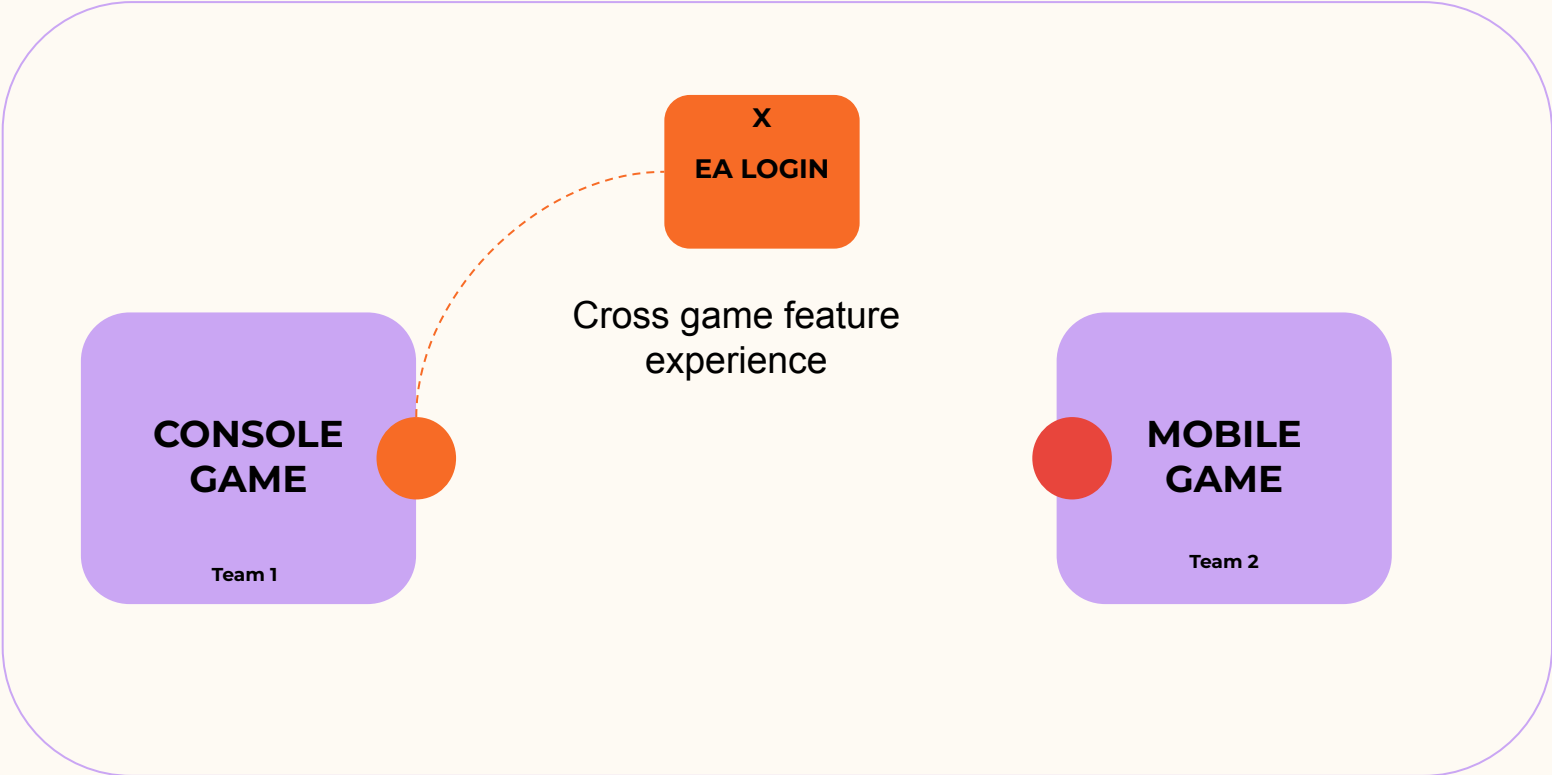 X
EA LOGIN
Cross game feature
experience
CONSOLE
GAME
Team 1
MOBILE
GAME
Team 2